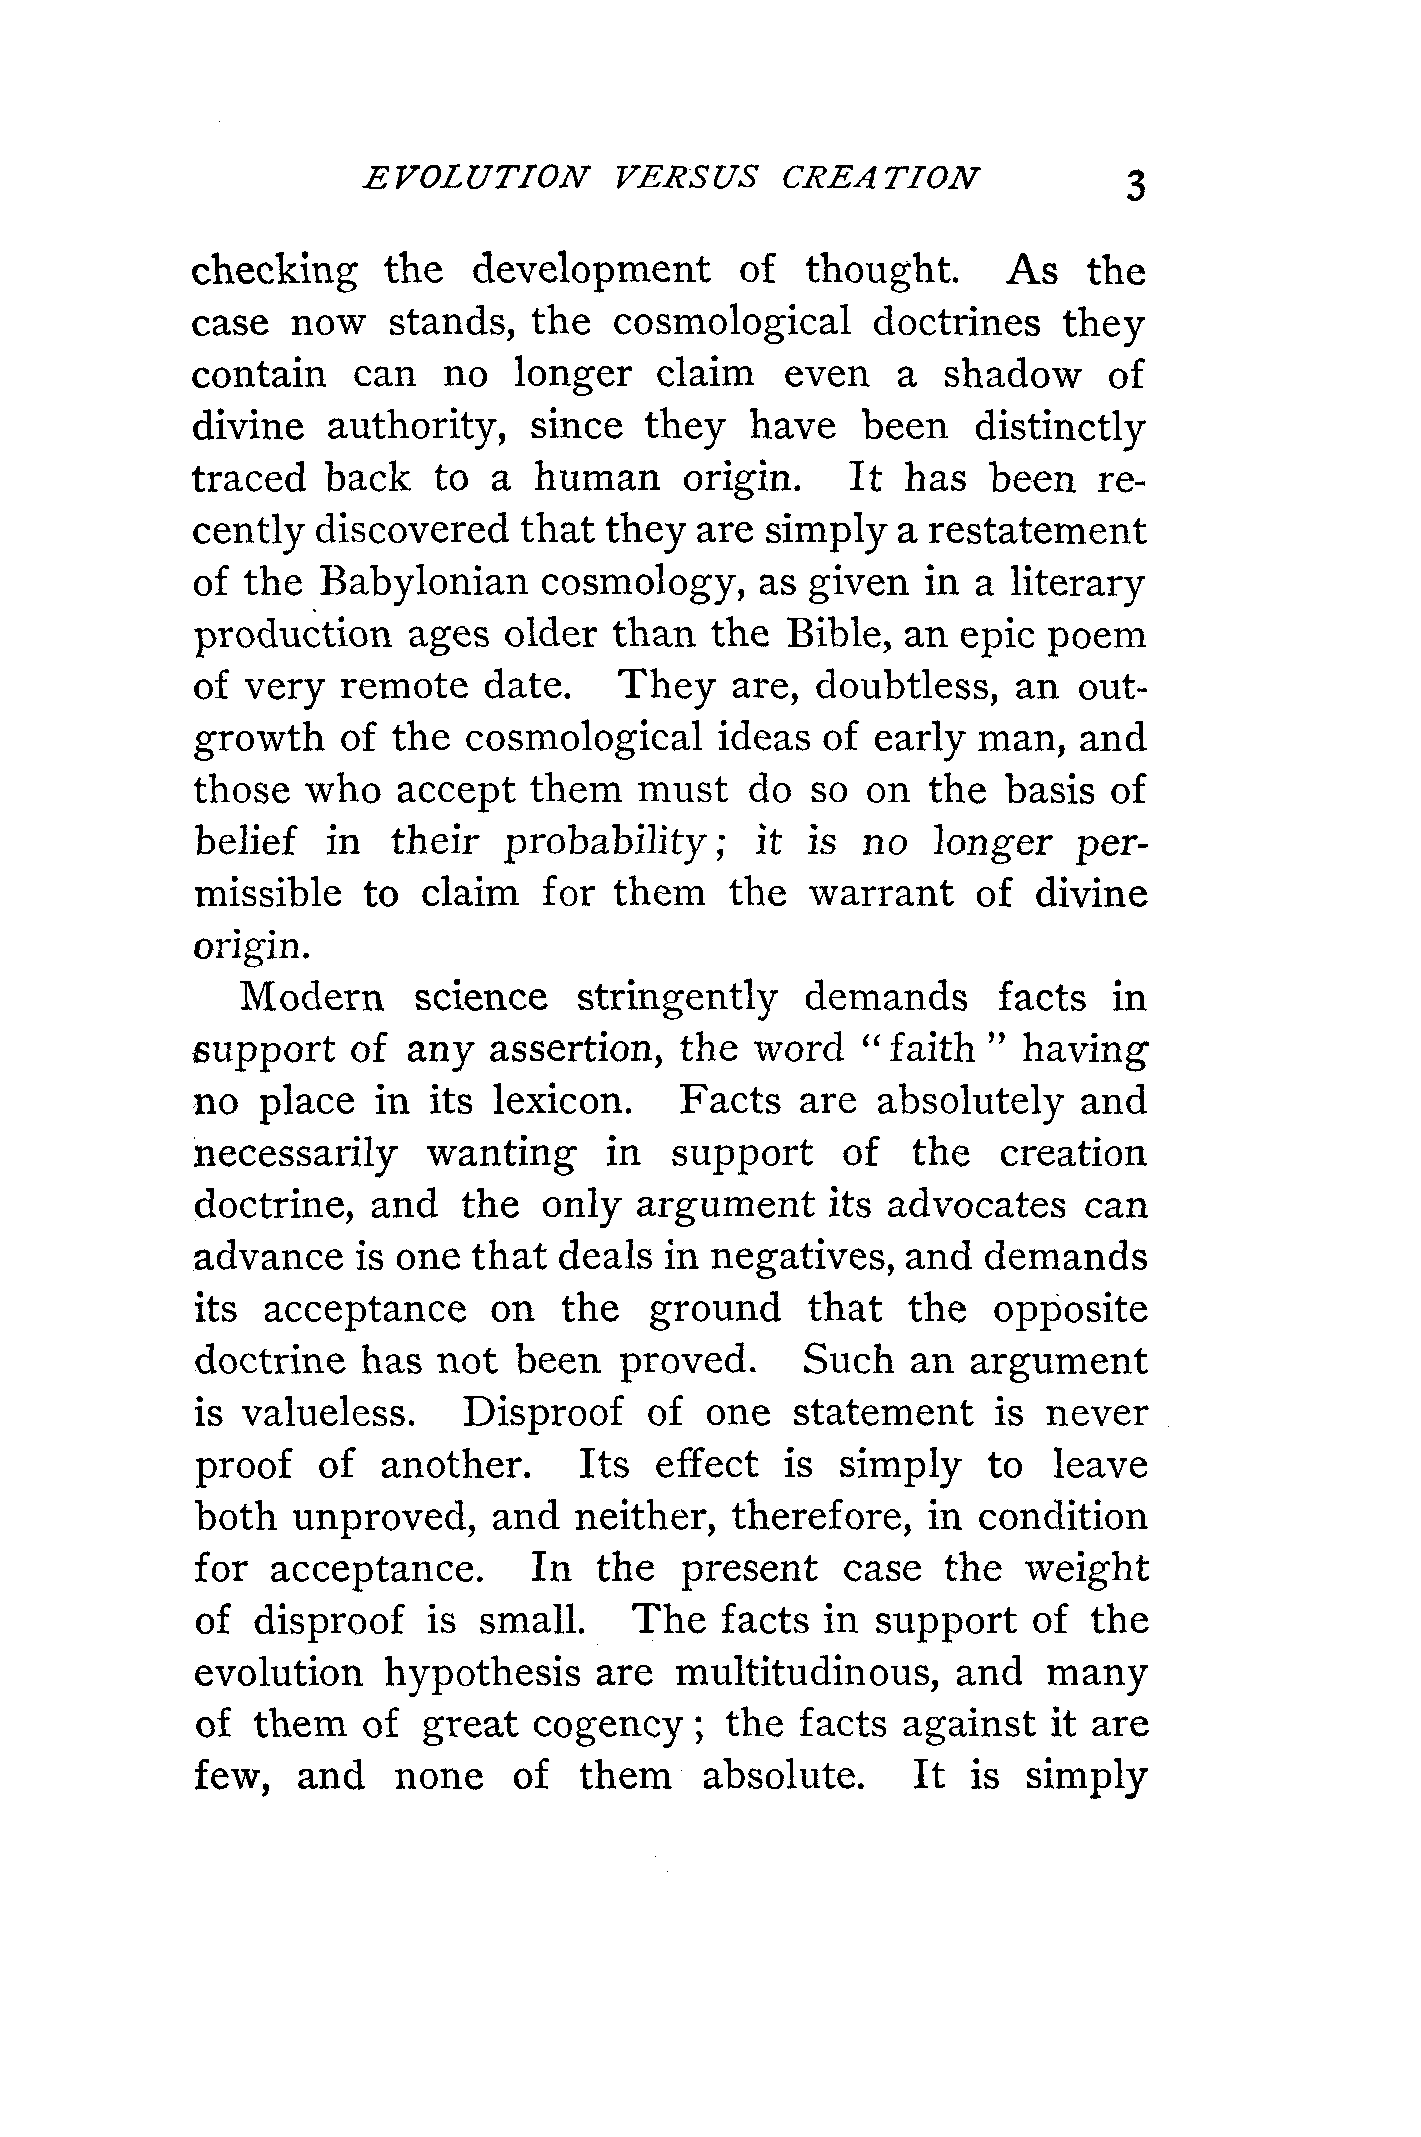 EVOLUTION VERSUS CREATION 3
checking the development of thought. As the
case now stands, the cosmological doctrines they
contain can no longer claim even a shadow of
divine authority, since they have been distinctly
traced back to a human origin. It has been re-
cently discovered that they are simply a restatement
of the Babylonian cosmology, as given in a literary
production ages older than the Bible, an epic poem
of very remote date. They are, doubtless, an out-
growth of the cosmological ideas of early man, and
those who accept them must do so on the basis of
belief in their probability; it is no longer per-
missible to claim for them the warrant of divine
origin.
Modern science stringently demands facts in
support of any assertion, the word “ faith ” having
no place in its lexicon. Facts are absolutely and
necessarily wanting in support of the creation
doctrine, and the only argument its advocates can
advance is one that deals in negatives, and demands
its acceptance on the ground that the opposite
doctrine has not been proved. Such an argument
is valueless. Disproof of one statement is never
proof of another. Its effect is simply to leave
both unproved, and neither, therefore, in condition
for acceptance. In the present case the weight
of disproof is small. The facts in support of the
evolution hypothesis are multitudinous, and many
of them of great cogency; the facts against it are
few, and none of them absolute. It is simply